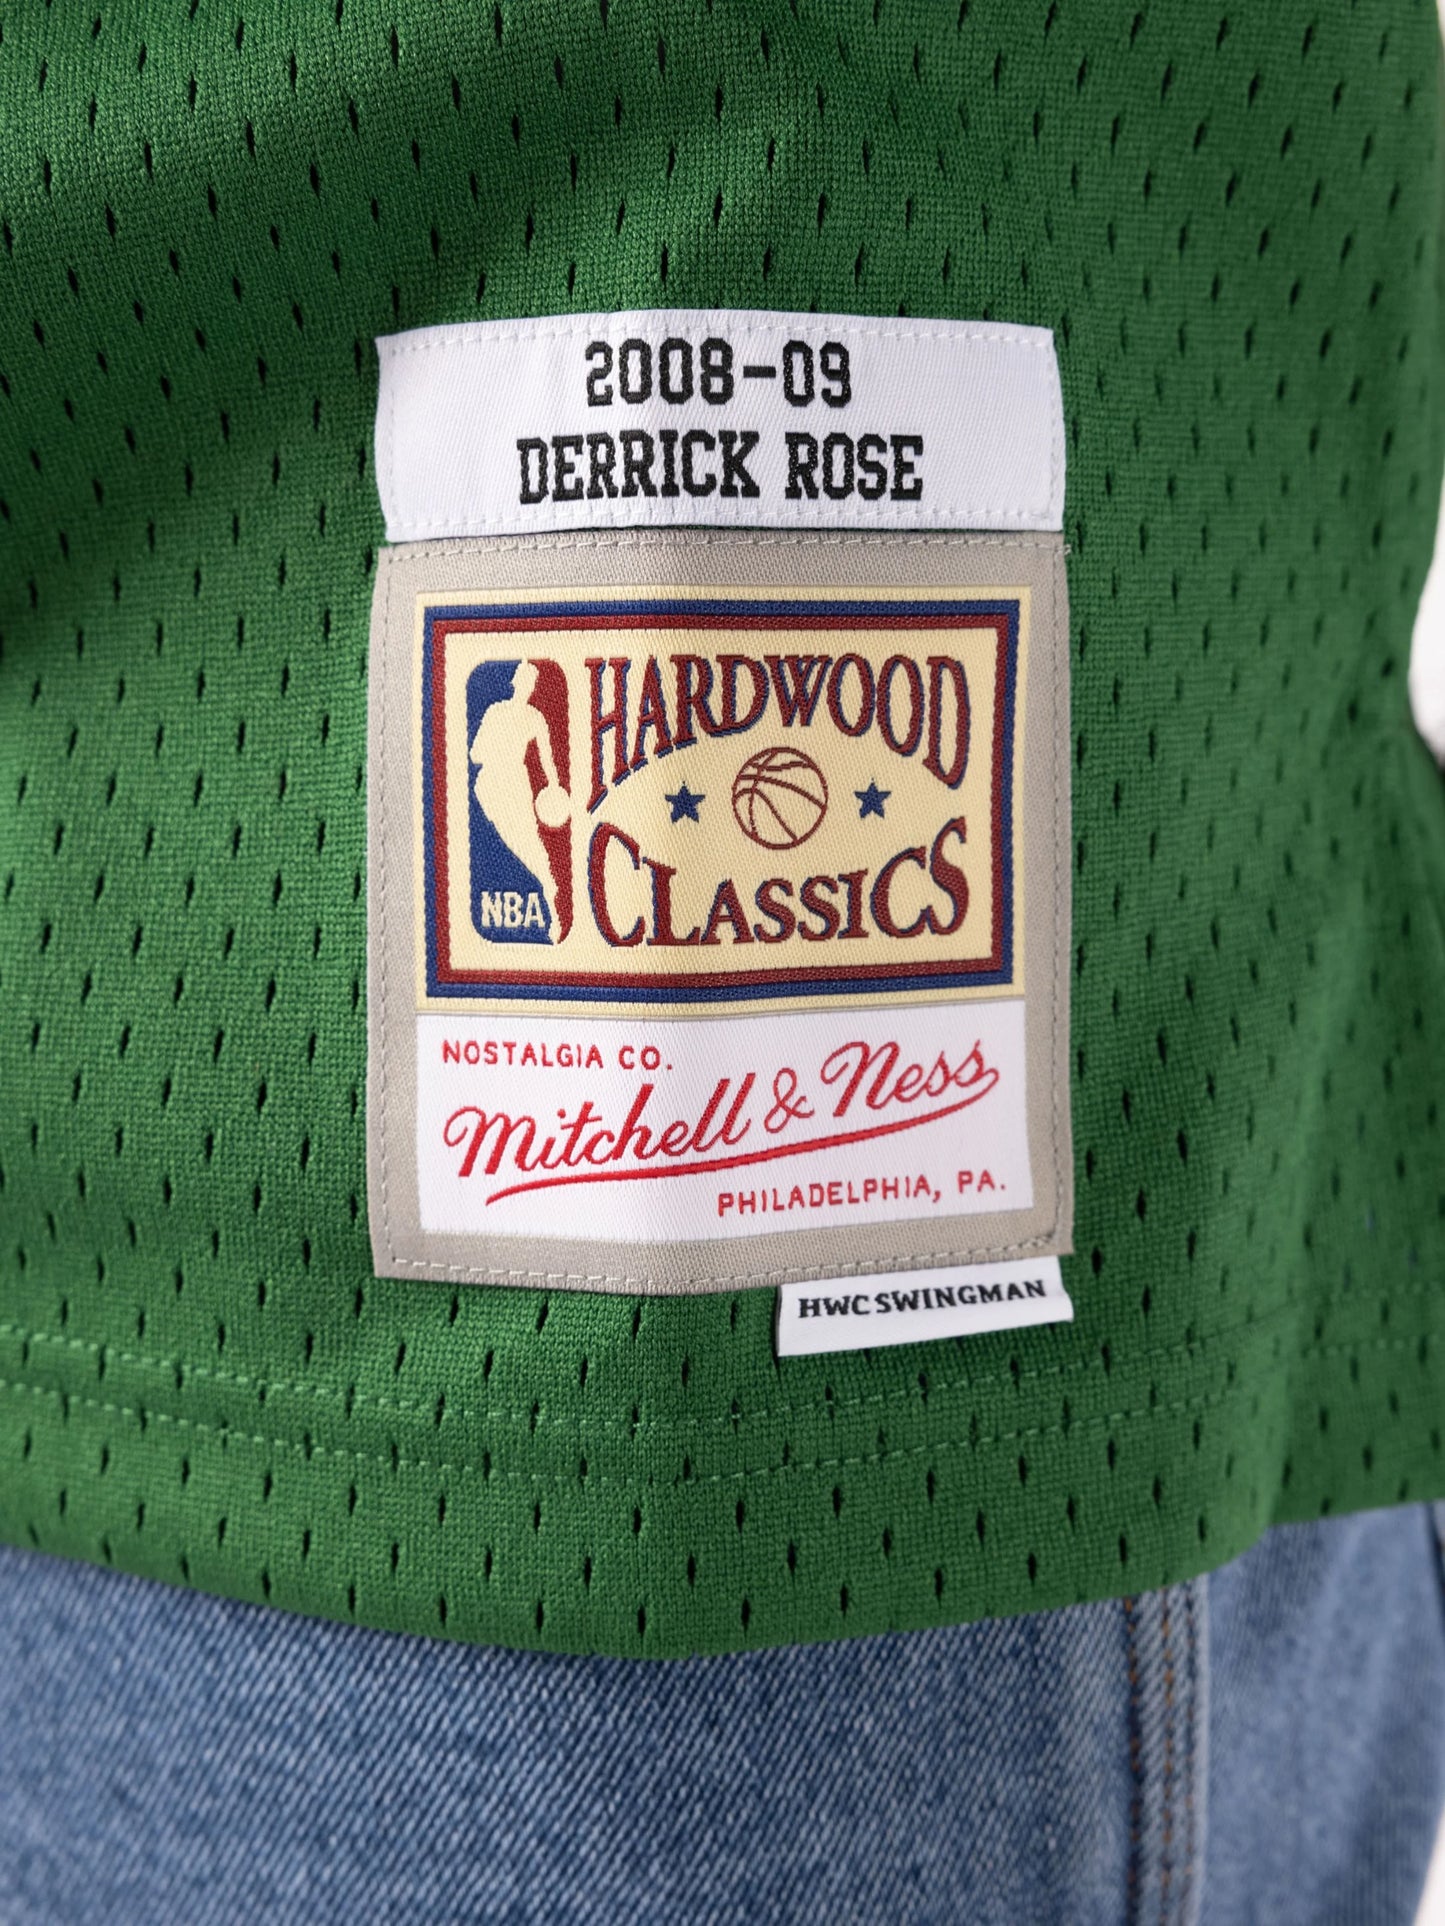 2008-09
DERRICK ROSE
HARDWOOD
CLASSICS
NBA
NOSTALGIA CO.
Mitchell & Ness
PHILADELPHIA, PA.
HWC SWINGMAN